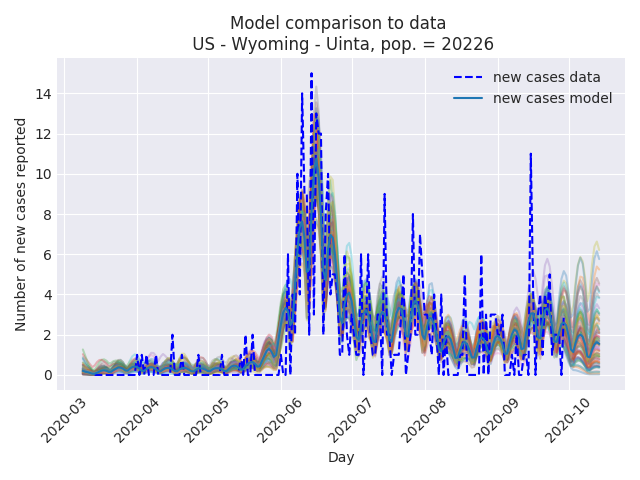 Model comparison to data
US - Wyoming - Uinta, pop. = 20226
new cases data
new cases model
Number of new cases reported
14
12
10
8
6
4
2
0
2020-03
2020-04
2020-05
2020-06
2020-07
2020-08
2020-09
2020-10
Day